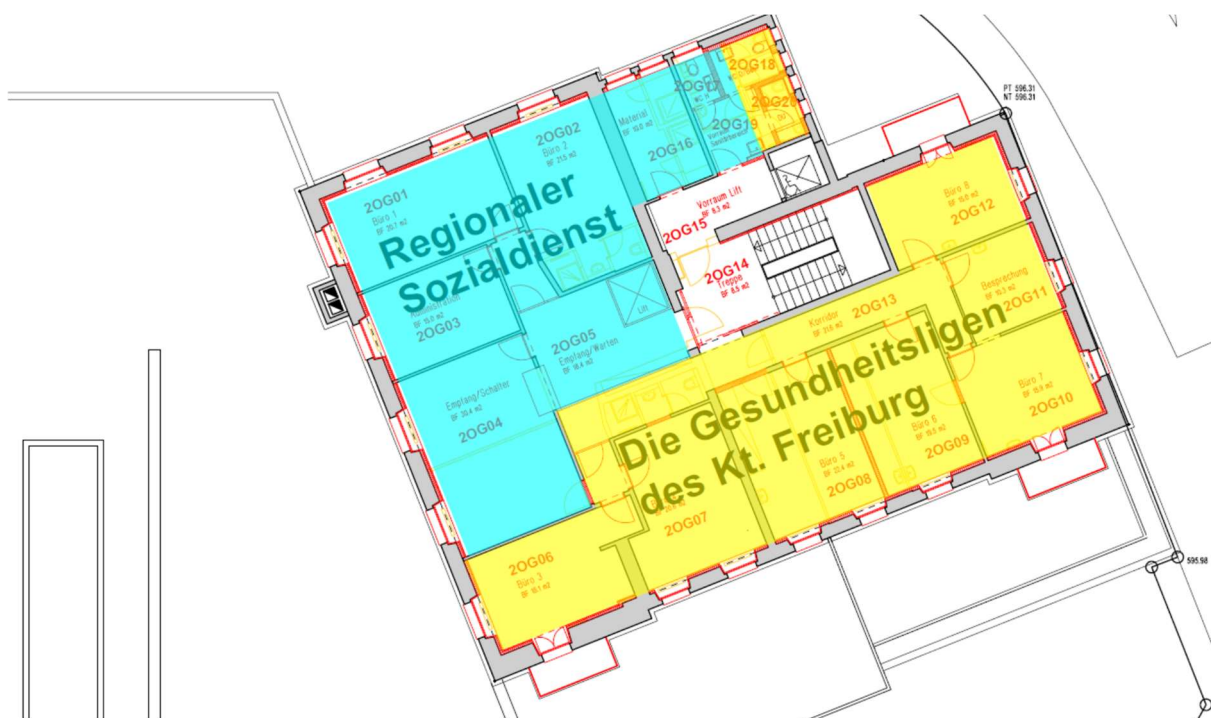 2OG01
Büro 1
2OG02
Büro 2
Regionaler
Sozialdienst
2OG03
2OG04
Empfang/Schalter
2OG05
Empfang/Warten
Lift
Material
2OG16
2OG17
2OG18
2OG19
2OG20
Vorraum Lift
2OG15
2OG14
Treppe
PT 596.31
NT 596.31
Büro 8
2OG12
Besprechung
2OG11
Korridor
2OG13
Die Gesundheitsligen
des Kt. Freiburg
Büro 7
2OG10
Büro 6
2OG09
Büro 5
2OG08
2OG07
2OG06
Büro 3
595.98